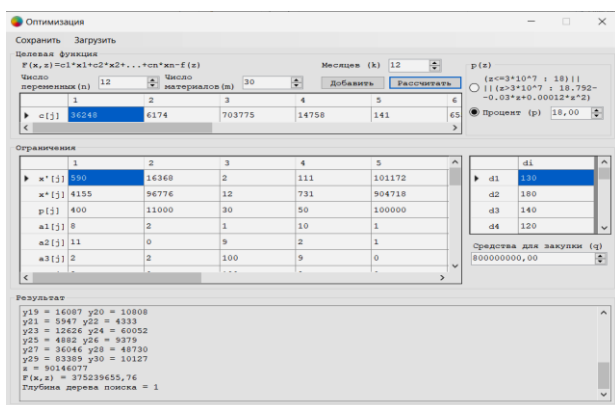 Оптимизация
Сохранить Загрузить
Целевая функция
F(x,z)=c1*x1+c2*x2+...+cn*xn-f(z)
Месяцев (k) 12
Число переменных(n) 12
Число материалов(m) 30
Добавить Рассчитать
1 2 3 4 5 6
c[j] 36248 6174 703775 14758 141 65
p(z)
(z<=3*10^7 : 18)||
||(z>3*10^7 : 18.792-
-0.03*z+0.00012*z^2)
Процент (p) 18,00
Ограничения
1 2 3 4 5
x'[j] 590 16368 2 111 101172
x"[j] 4155 96776 12 731 904718
p[j] 400 11000 30 50 100000
a1[j] 8 2 1 10 1
a2[j] 11 0 9 2 1
a3[j] 2 2 100 9 0
di
d1 130
d2 180
d3 140
d4 120
Средства для закупки (q)
800000000,00
Результат
y19 = 16087 y20 = 10808
y21 = 5947 y22 = 4333
y23 = 12626 y24 = 60052
y25 = 4882 y26 = 9379
y27 = 36046 y28 = 48730
y29 = 83389 y30 = 10127
z = 90146077
F(x,z) = 375239655,76
Глубина дерева поиска = 1